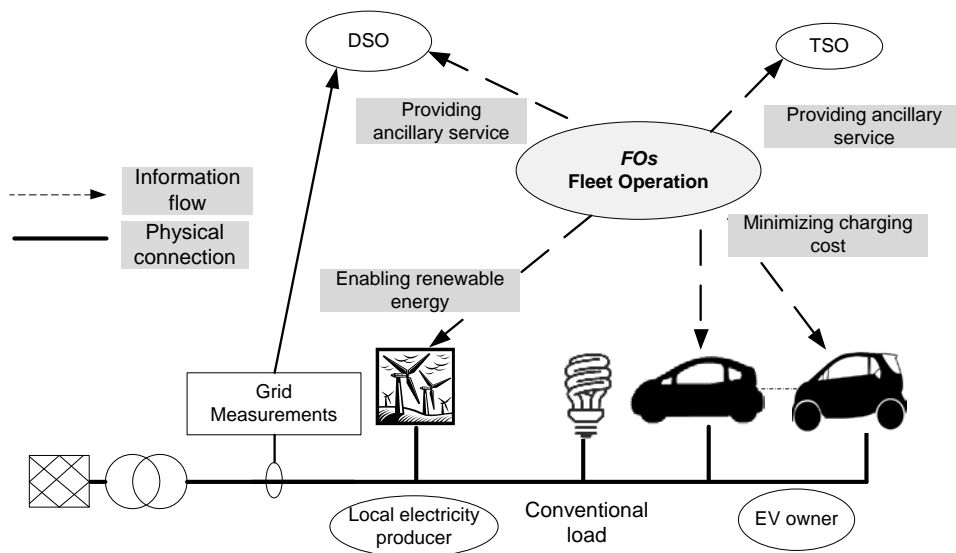 DSO
TSO
Providing
ancillary service
Providing ancillary
service
FOs
Fleet Operation
Information
flow
Physical
connection
Minimizing charging
cost
Enabling renewable
energy
Grid
Measurements
Local electricity
producer
Conventional
load
EV owner